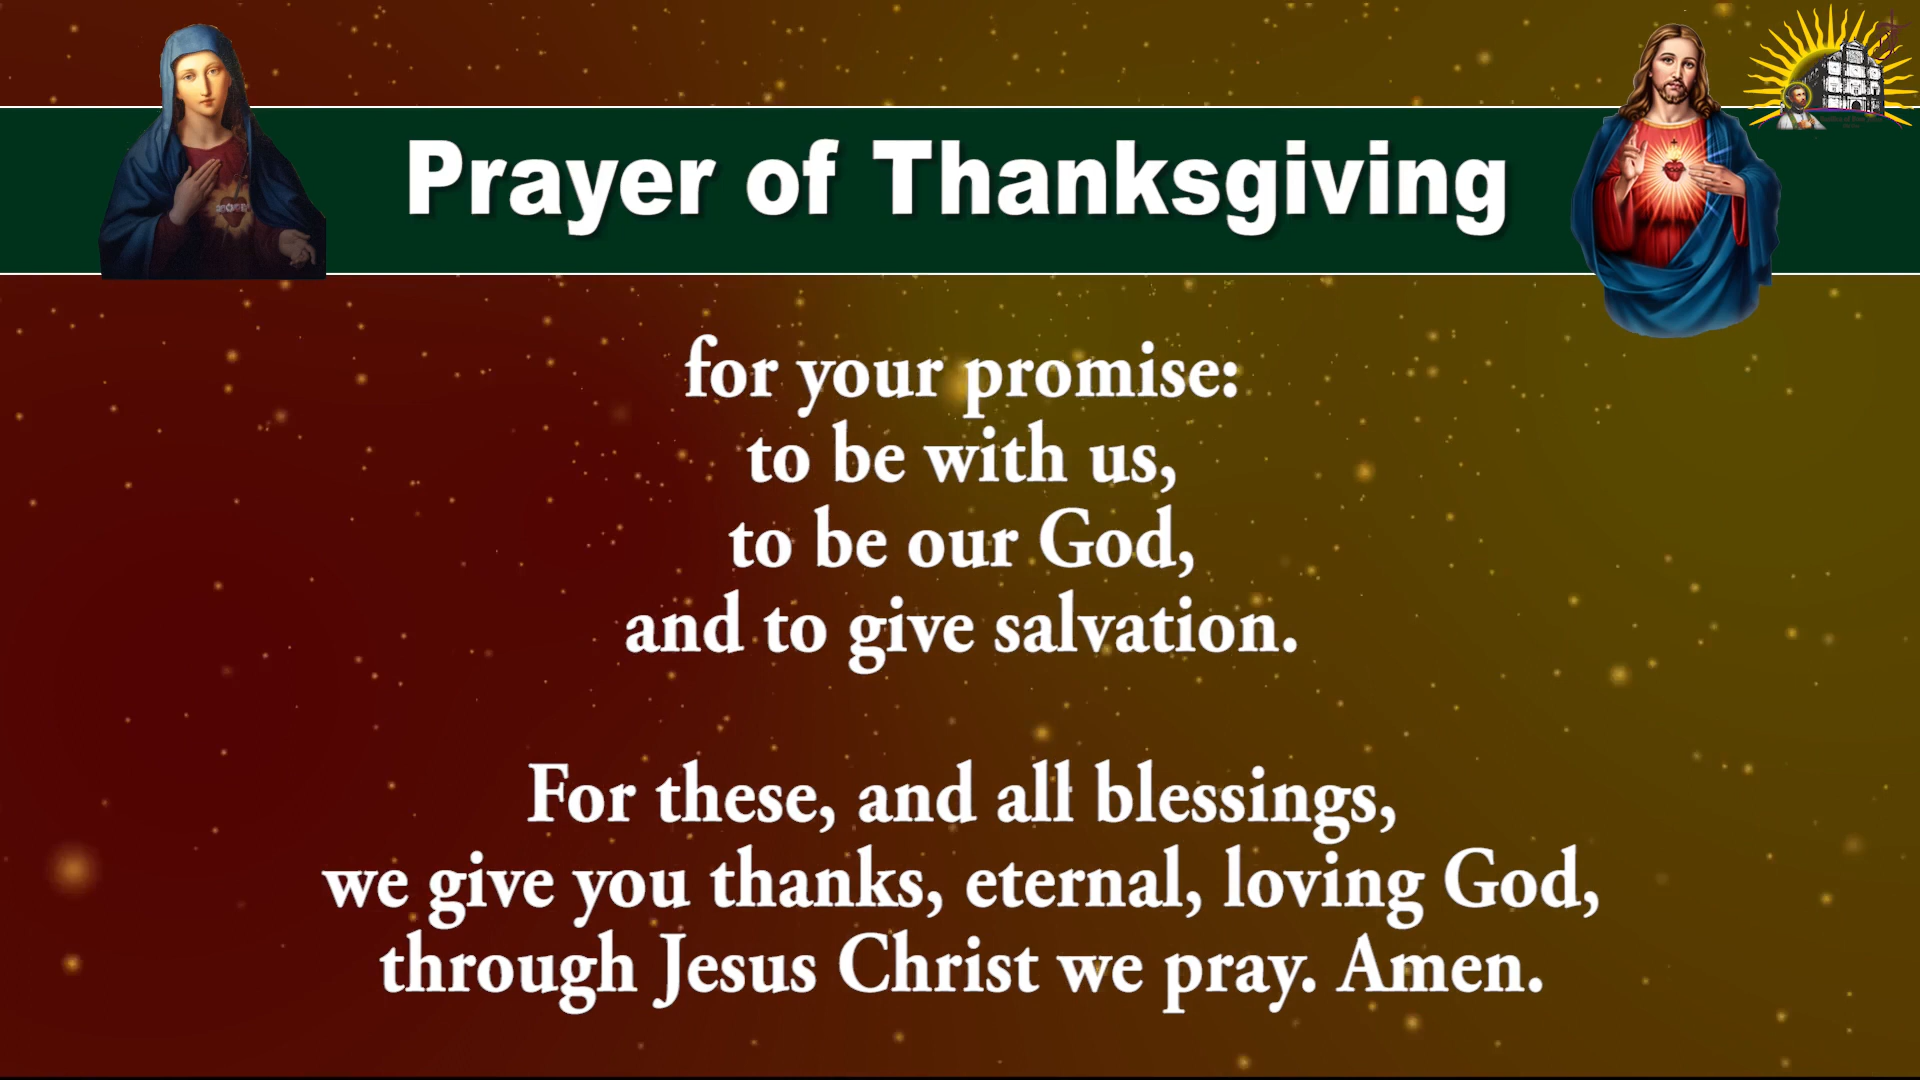 Prayer of Thanksgiving
for your promise:
to be with us,
to be our God,
and to give salvation.
For these, and all blessings,
we give you thanks, eternal, loving God,
through Jesus Christ we pray. Amen.